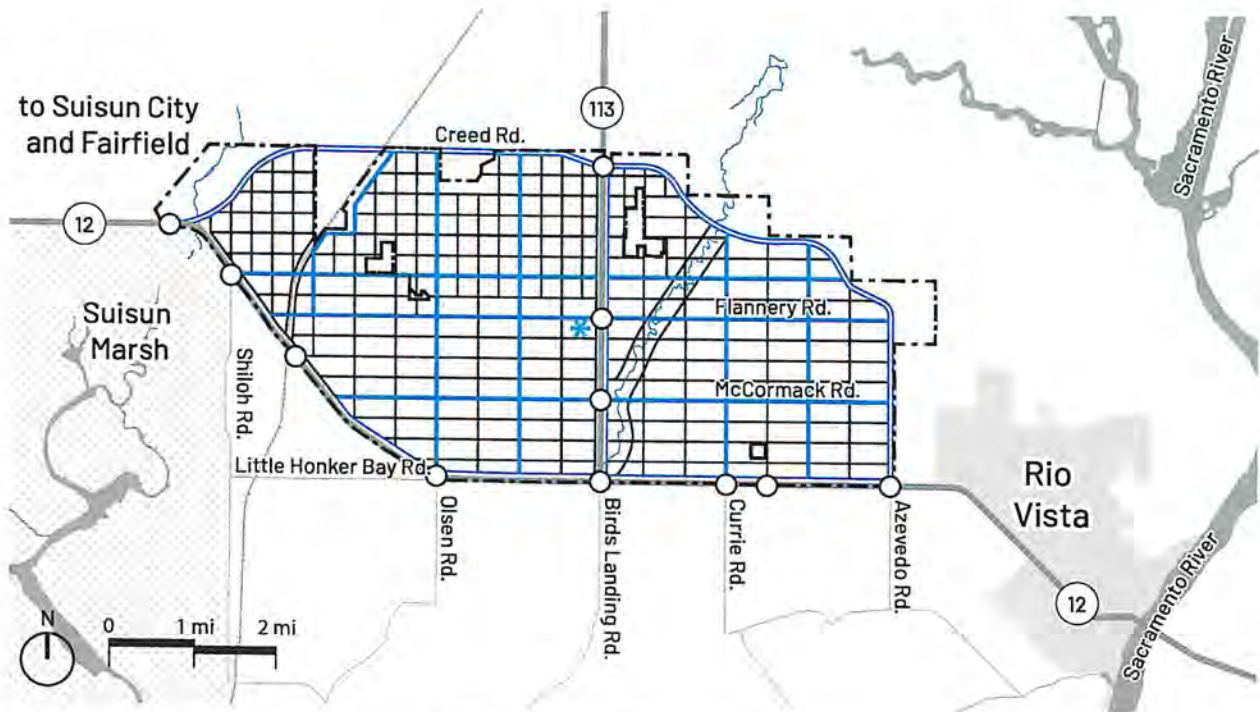 to Suisun City
and Fairfield
Creed Rd.
113
Sacramento River
12
Suisun
Marsh
Shiloh Rd.
Flannery Rd.
McCormack Rd.
Little Honker Bay Rd.
Olsen Rd.
Birds Landing Rd.
Currie Rd.
Azevedo Rd.
Rio
Vista
12
Sacramento River
N
0 1 mi 2 mi